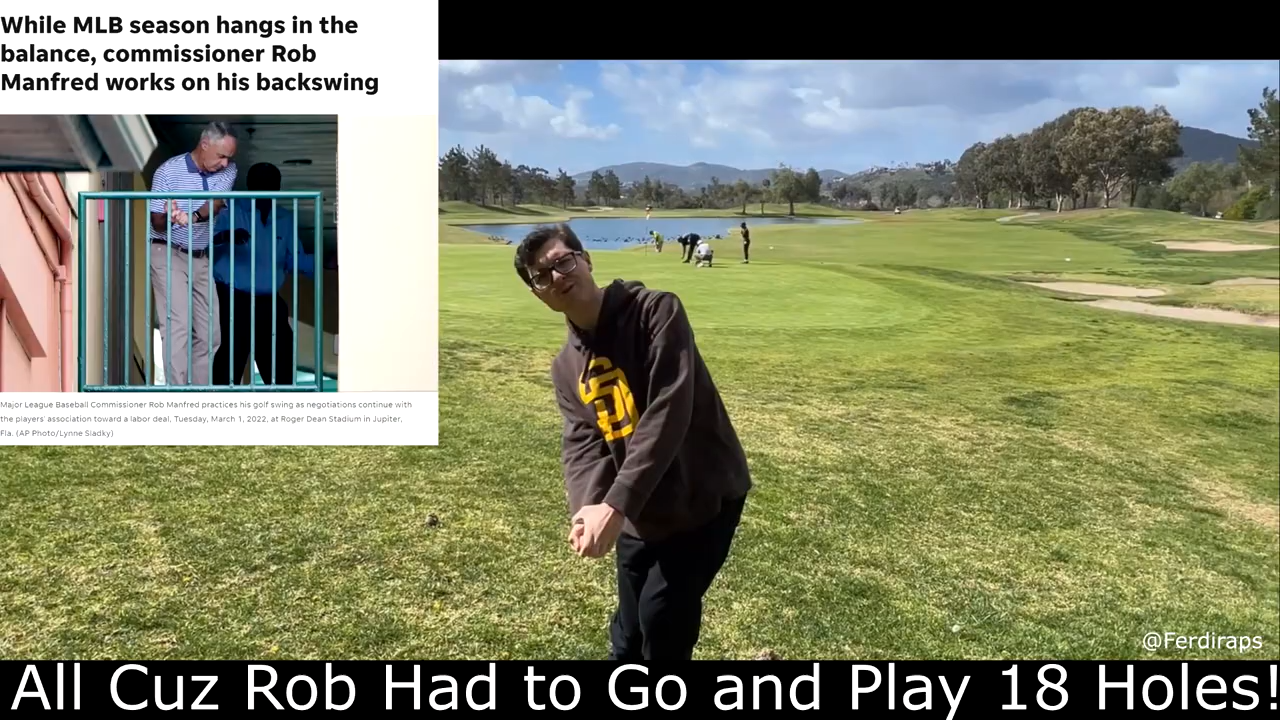 While MLB season hangs in the
balance, commissioner Rob
Manfred works on his backswing
Major League Baseball Commissioner Rob Manfred practices his golf swing as negotiations continue with
the players' association toward a labor deal, Tuesday, March 1, 2022, at Roger Dean Stadium in Jupiter,
Fla. (AP Photo/Lynne Sladky)
SD
@Ferdiraps
All Cuz Rob Had to Go and Play 18 Holes!